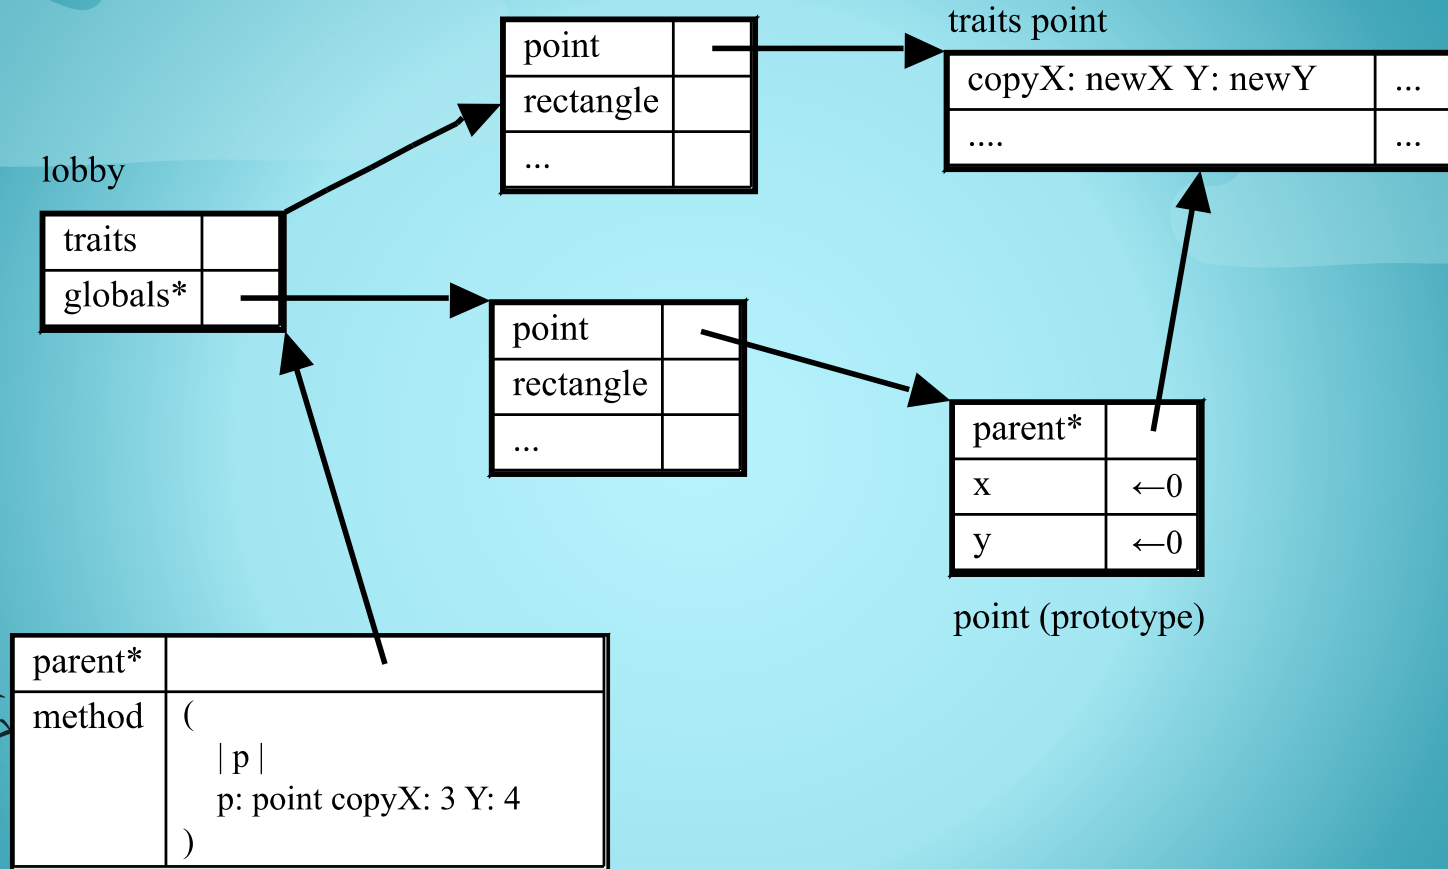 traits point
point
rectangle
...
copyX: newX Y: newY ...
.... ...
lobby
traits
globals*
point
rectangle
...
parent*
x ←0
y ←0
point (prototype)
parent*
method (
| p |
p: point copyX: 3 Y: 4
)